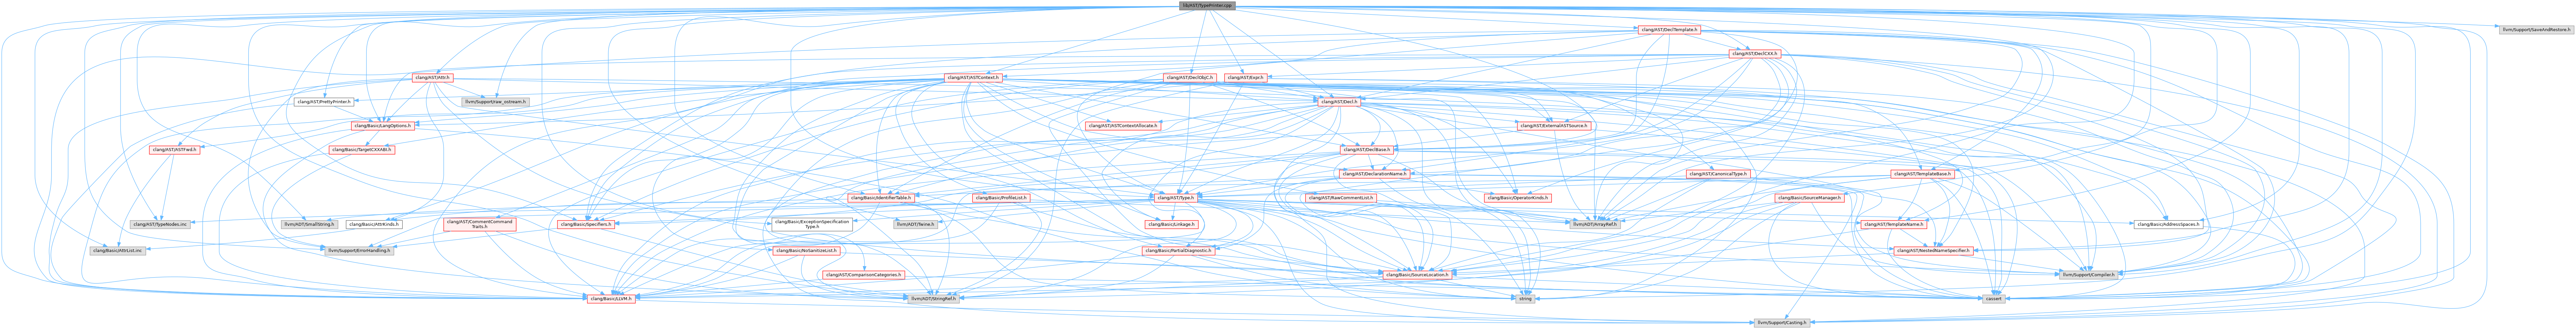 lib/AST/TypePrinter.cpp
clang/AST/DeclTemplate.h
llvm/Support/SaveAndRestore.h
clang/AST/DeclCXX.h
clang/AST/Attr.h
clang/AST/ASTContext.h
clang/AST/DeclObjC.h
clang/AST/Expr.h
clang/AST/PrettyPrinter.h
llvm/Support/raw_ostream.h
clang/AST/Decl.h
clang/Basic/LangOptions.h
clang/AST/ASTContextAllocate.h
clang/AST/ExternalASTSource.h
clang/AST/ASTFwd.h
clang/Basic/TargetCXXABI.h
clang/AST/DeclBase.h
clang/AST/DeclarationName.h
clang/AST/CanonicalType.h
clang/AST/TemplateBase.h
clang/Basic/IdentifierTable.h
clang/Basic/ProfileList.h
clang/AST/Type.h
clang/AST/RawCommentList.h
clang/Basic/OperatorKinds.h
clang/Basic/SourceManager.h
clang/AST/TypeNodes.inc
llvm/ADT/SmallString.h
clang/Basic/AttrKinds.h
clang/AST/CommentCommand
Traits.h
clang/Basic/Specifiers.h
clang/Basic/ExceptionSpecification
Type.h
llvm/ADT/Twine.h
clang/Basic/Linkage.h
llvm/ADT/ArrayRef.h
clang/AST/TemplateName.h
clang/Basic/AddressSpaces.h
clang/Basic/AttrList.inc
llvm/Support/ErrorHandling.h
clang/Basic/NoSanitizeList.h
clang/Basic/PartialDiagnostic.h
clang/AST/NestedNameSpecifier.h
clang/AST/ComparisonCategories.h
clang/Basic/SourceLocation.h
llvm/Support/Compiler.h
clang/Basic/LLVM.h
llvm/ADT/StringRef.h
string
cassert
llvm/Support/Casting.h